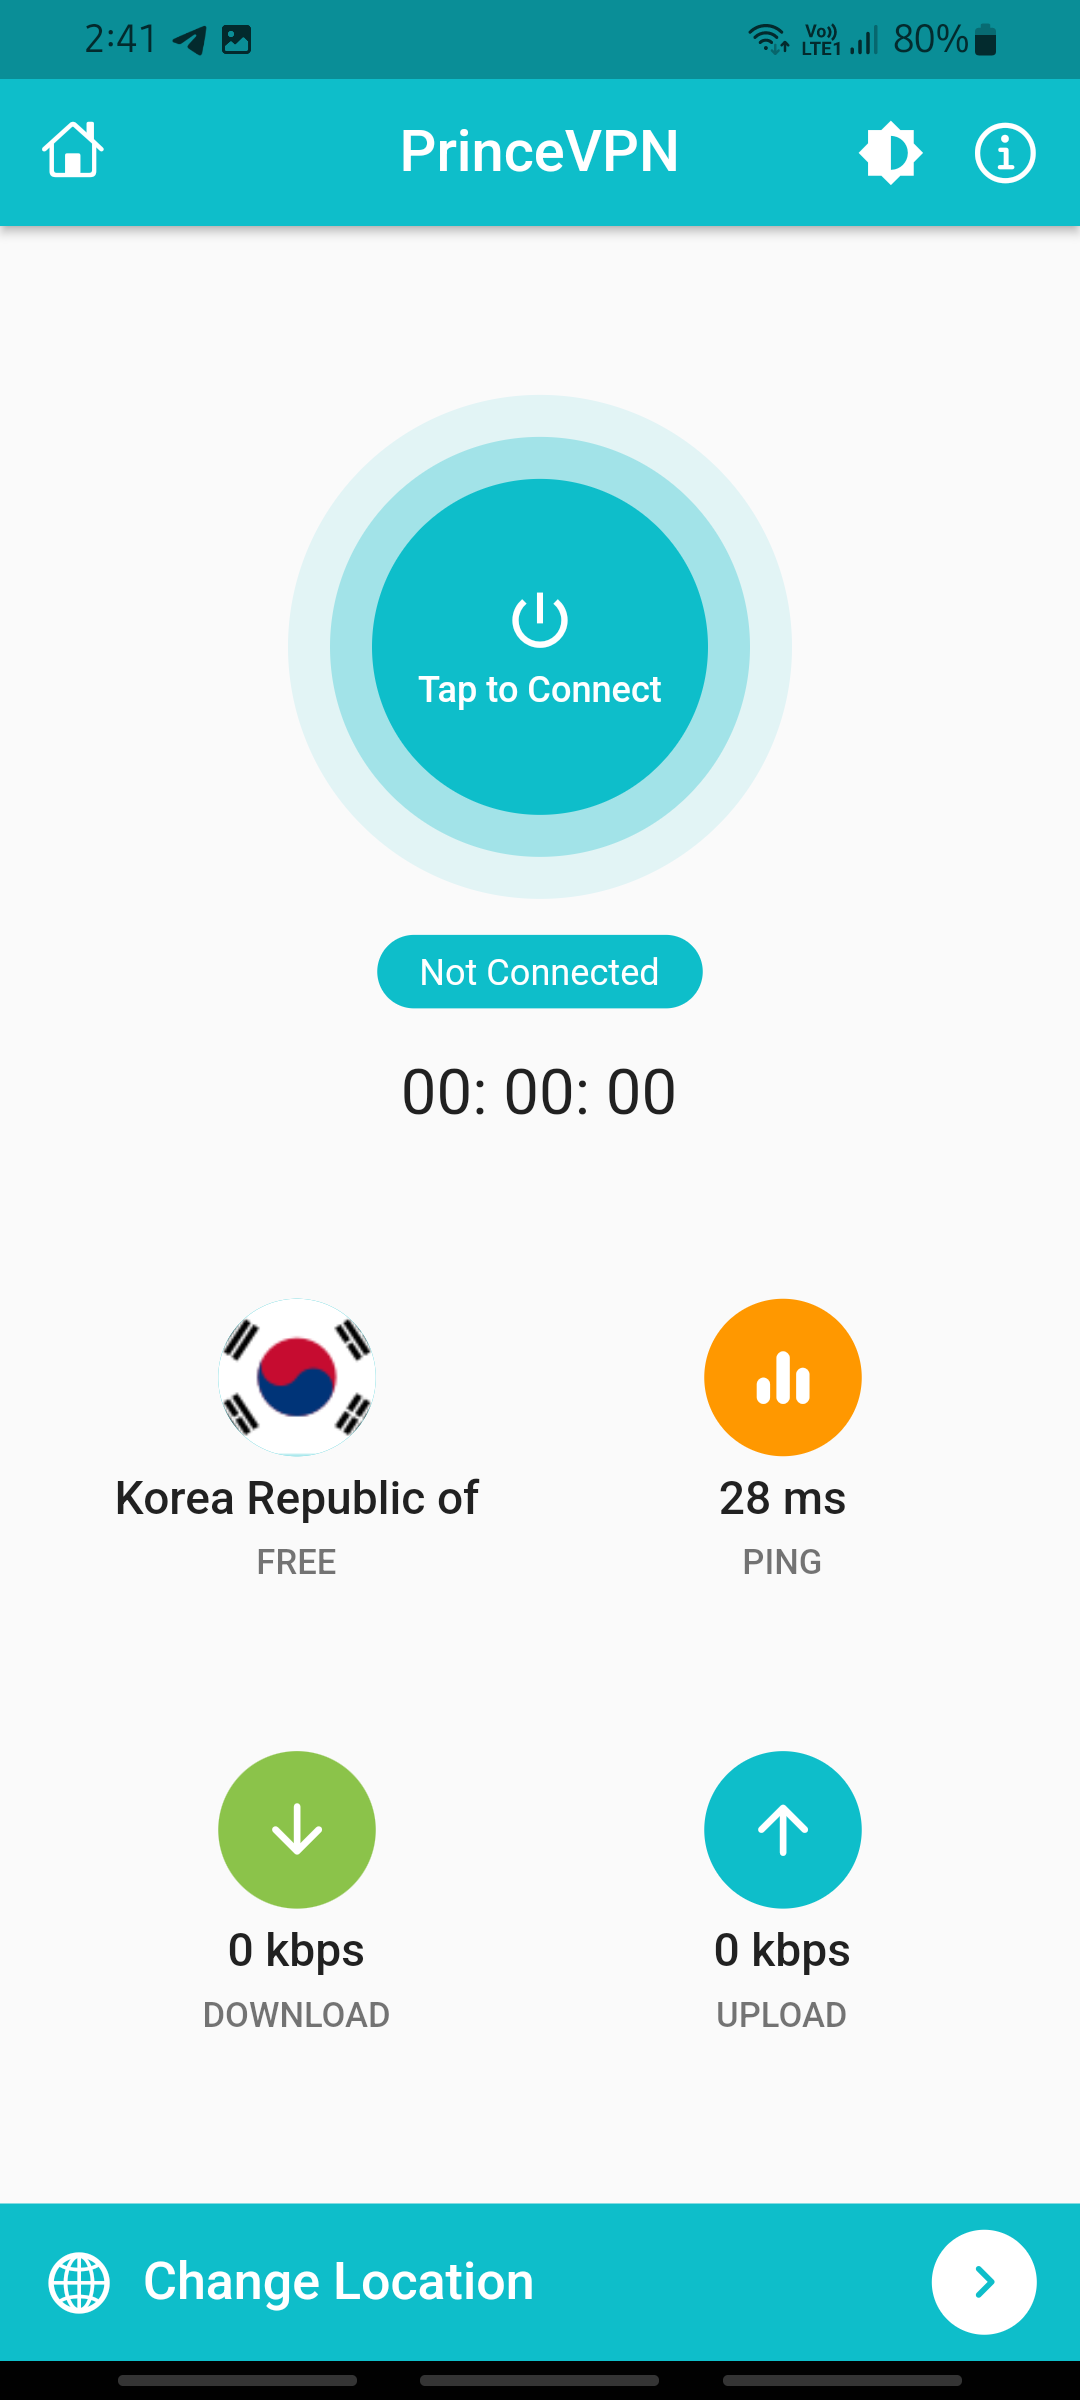 2:41
Vo)) LTE1 80%
PrinceVPN
Tap to Connect
Not Connected
00: 00: 00
Korea Republic of
FREE
28 ms
PING
0 kbps
DOWNLOAD
0 kbps
UPLOAD
Change Location